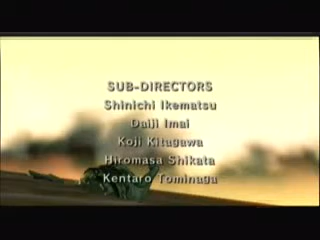 SUB-DIRECTORS
Shinichi Ikematsu
Daiji Imai
Koji Kitagawa
Hiromasa Shikata
Kentaro Tominaga